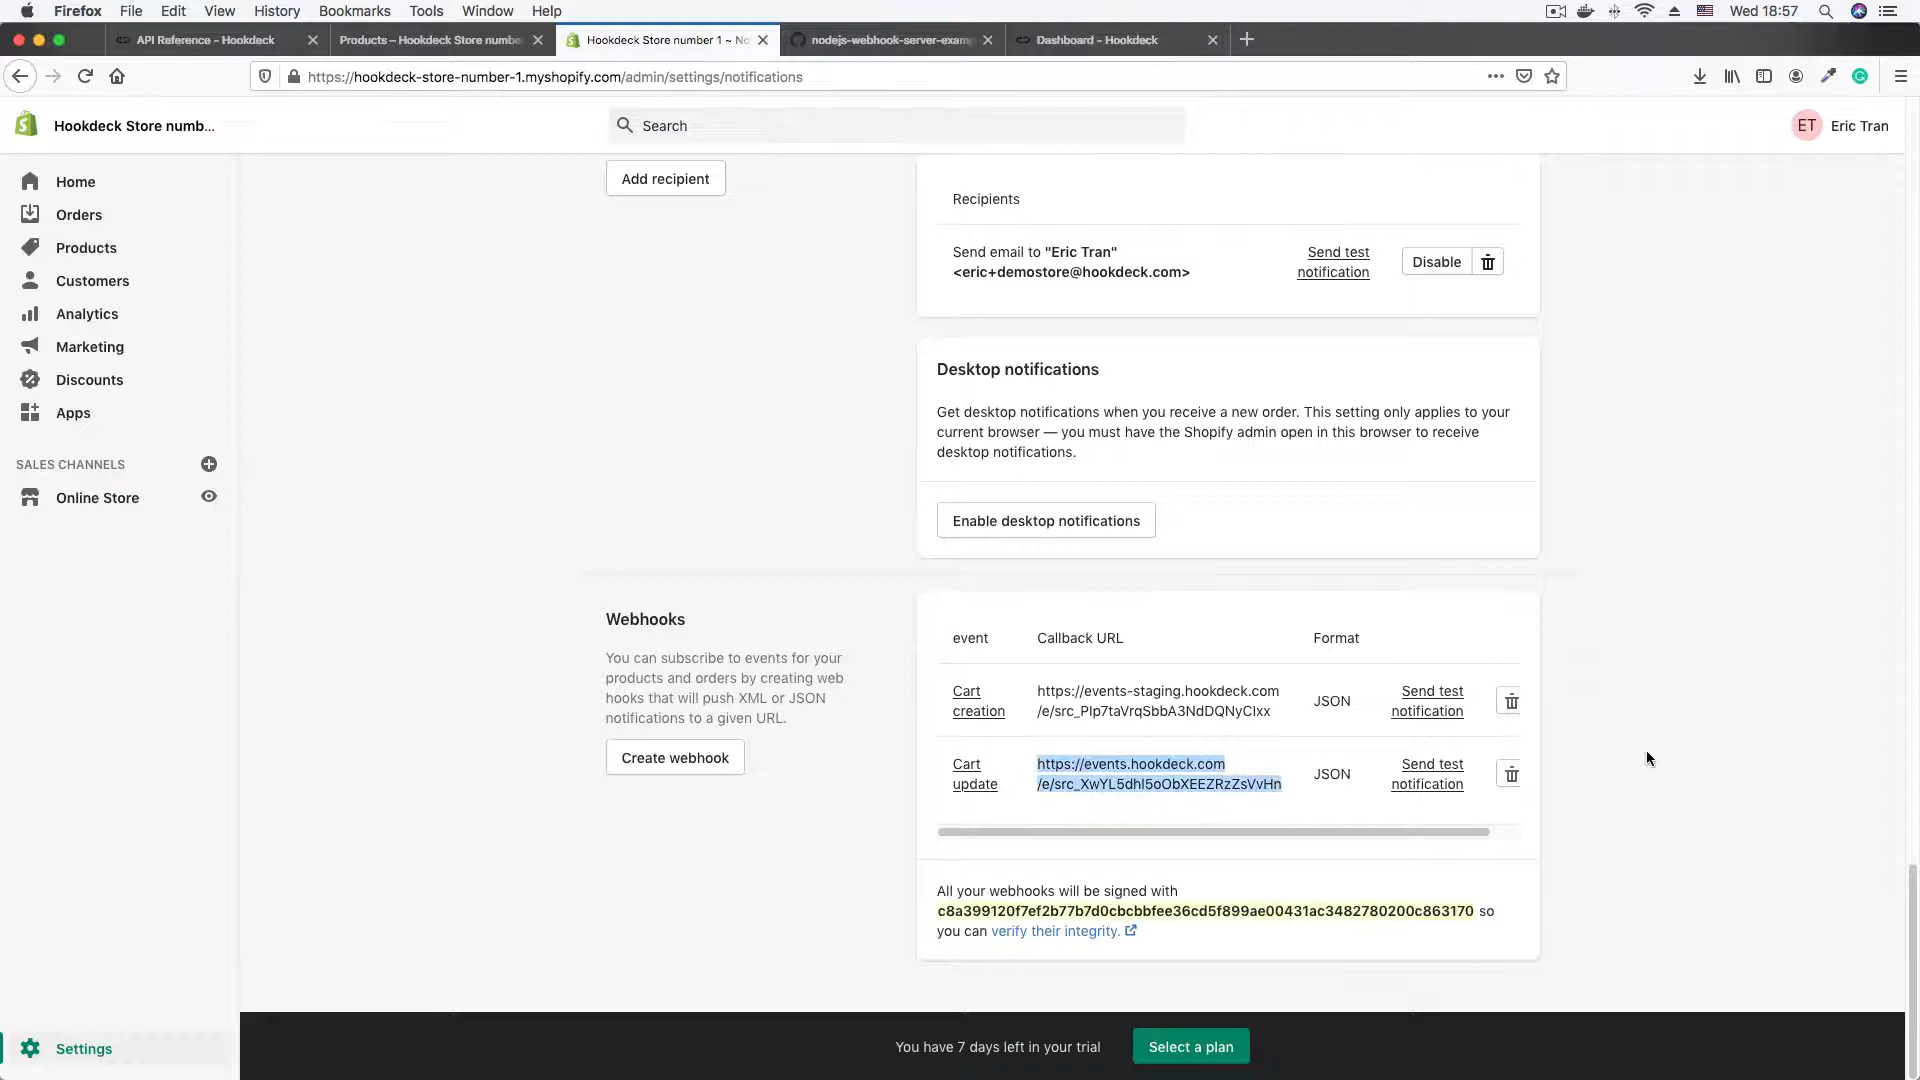 Firefox File Edit View History Bookmarks Tools Window Help Wed 18:57
API Reference - Hookdeck
Products – Hookdeck Store numbe
Hookdeck Store number 1 ~ No
nodejs-webhook-server-exam
Dashboard - Hookdeck
https://hookdeck-store-number-1.myshopify.com/admin/settings/notifications
Hookdeck Store numb...
Search
ET Eric Tran
Home
Orders
Products
Customers
Analytics
Marketing
Discounts
Apps
SALES CHANNELS
Online Store
Settings
Add recipient
Recipients
Send email to "Eric Tran"
<eric+demostore@hookdeck.com>
Send test
notification
Disable
Desktop notifications
Get desktop notifications when you receive a new order. This setting only applies to your
current browser — you must have the Shopify admin open in this browser to receive
desktop notifications.
Enable desktop notifications
Webhooks
You can subscribe to events for your
products and orders by creating web
hooks that will push XML or JSON
notifications to a given URL.
Create webhook
event Callback URL Format
Cart
creation
https://events-staging.hookdeck.com
/e/src_PIp7taVrqSbbA3NdDQNyCIxx
JSON
Send test
notification
Cart
update
https://events.hookdeck.com
/e/src_XwYL5dhI5oObXEEZRzZsVvHn
JSON
Send test
notification
All your webhooks will be signed with
c8a399120f7ef2b77b7d0cbcbbfee36cd5f899ae00431ac3482780200c863170 so
you can verify their integrity.
You have 7 days left in your trial
Select a plan